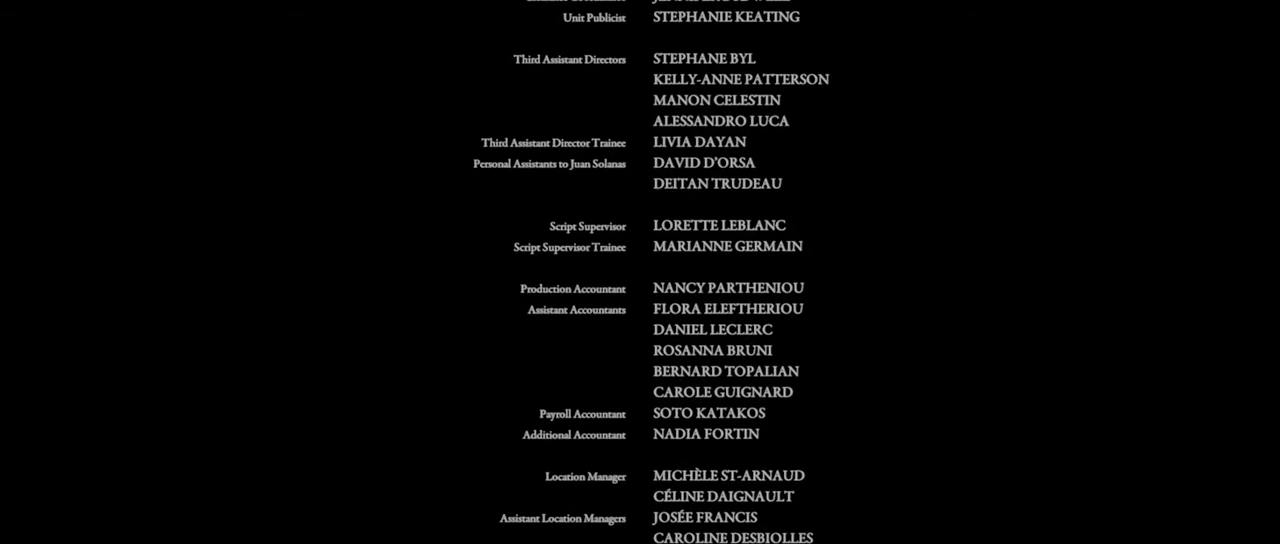 Unit Publicist STEPHANIE KEATING
Third Assistant Directors STEPHANE BYL
KELLY-ANNE PATTERSON
MANON CELESTIN
ALESSANDRO LUCA
Third Assistant Director Trainee LIVIA DAYAN
Personal Assistants to Juan Solanas DAVID D'ORSA
DEITAN TRUDEAU
Script Supervisor LORETTE LEBLANC
Script Supervisor Trainee MARIANNE GERMAIN
Production Accountant NANCY PARTHENIOU
Assistant Accountants FLORA ELEFTHERIOU
DANIEL LECLERC
ROSANNA BRUNI
BERNARD TOPALIAN
CAROLE GUIGNARD
Payroll Accountant SOTO KATAKOS
Additional Accountant NADIA FORTIN
Location Manager MICHÈLE ST-ARNAUD
CÉLINE DAIGNAULT
Assistant Location Managers JOSÉE FRANCIS
CAROLINE DESBIOLLES